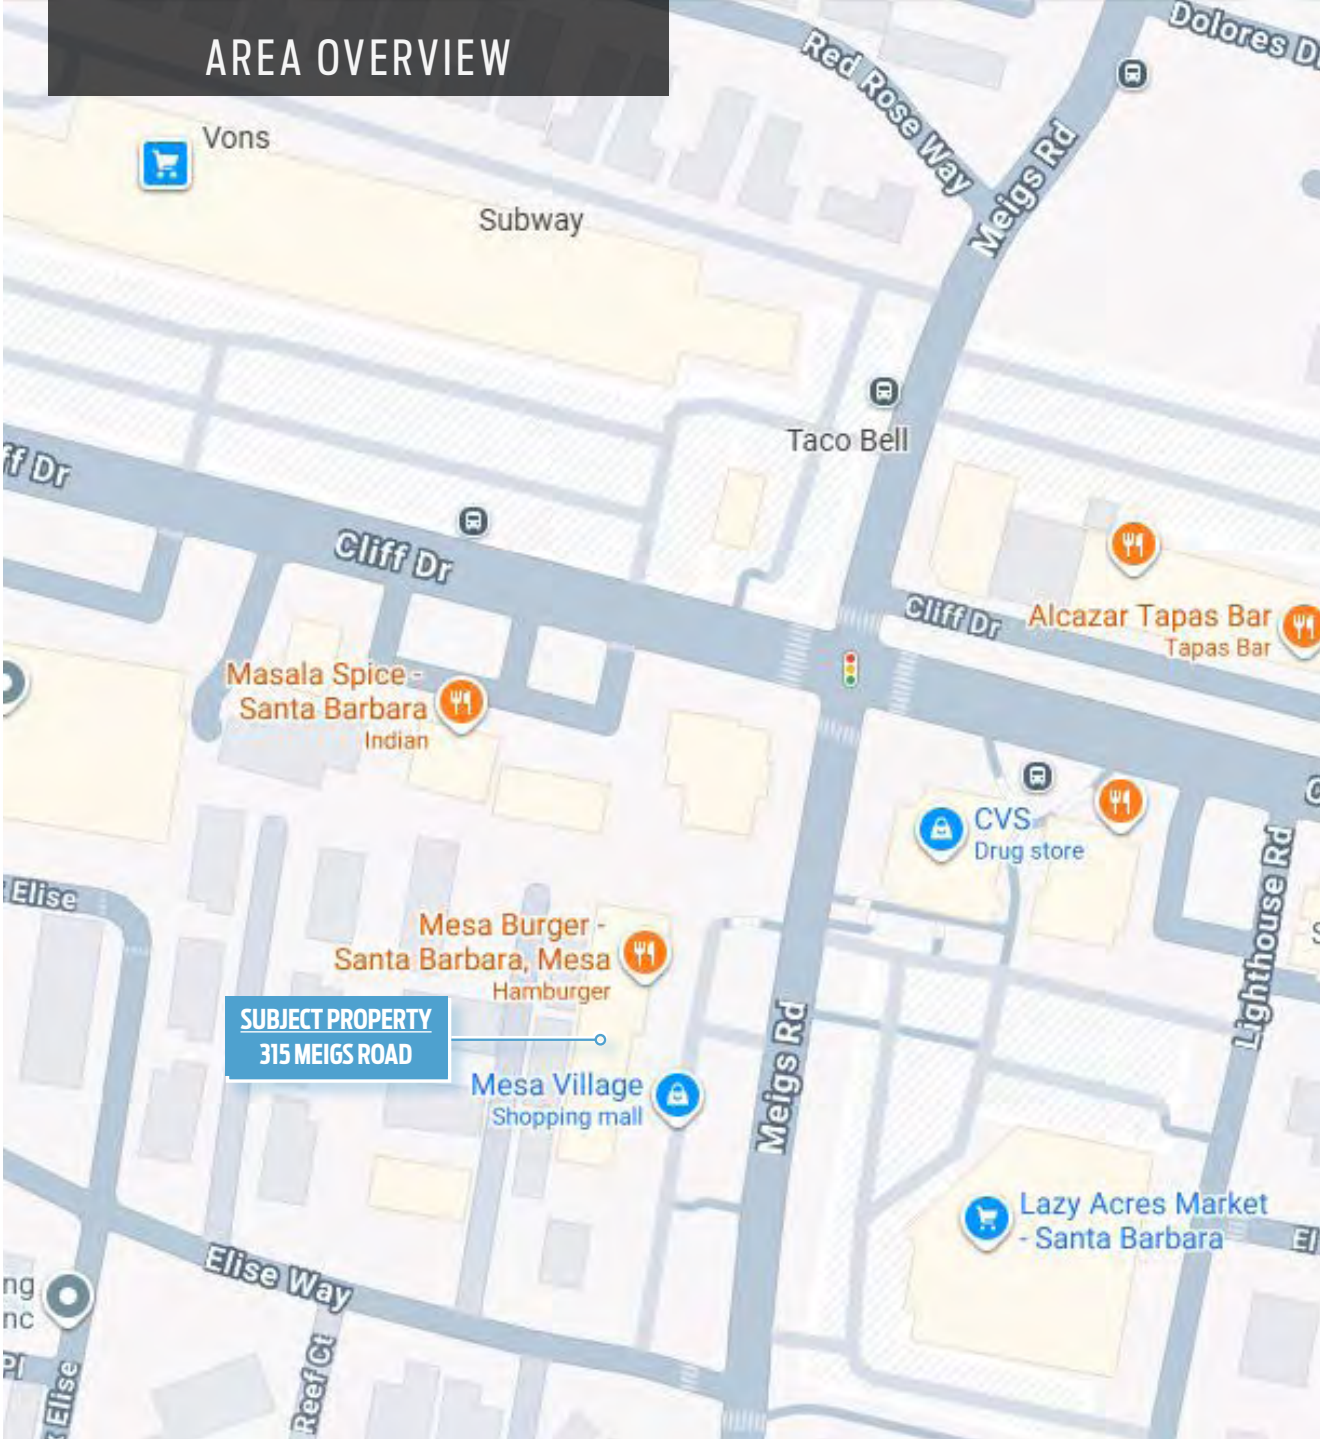 AREA OVERVIEW
Dolores D
Red Rose Way
Vons
Meigs Rd
Subway
Taco Bell
ff Dr
Cliff Dr
Cliff Dr
Alcazar Tapas Bar
Tapas Bar
Masala Spice -
Santa Barbara
Indian
CVS
Drug store
Elise
Lighthouse Rd
Mesa Burger -
Santa Barbara, Mesa
Hamburger
SUBJECT PROPERTY
315 MEIGS ROAD
Meigs Rd
Mesa Village
Shopping mall
Lazy Acres Market
- Santa Barbara
El
Elise Way
ng
nc
Pl
Elise
Reef Ct